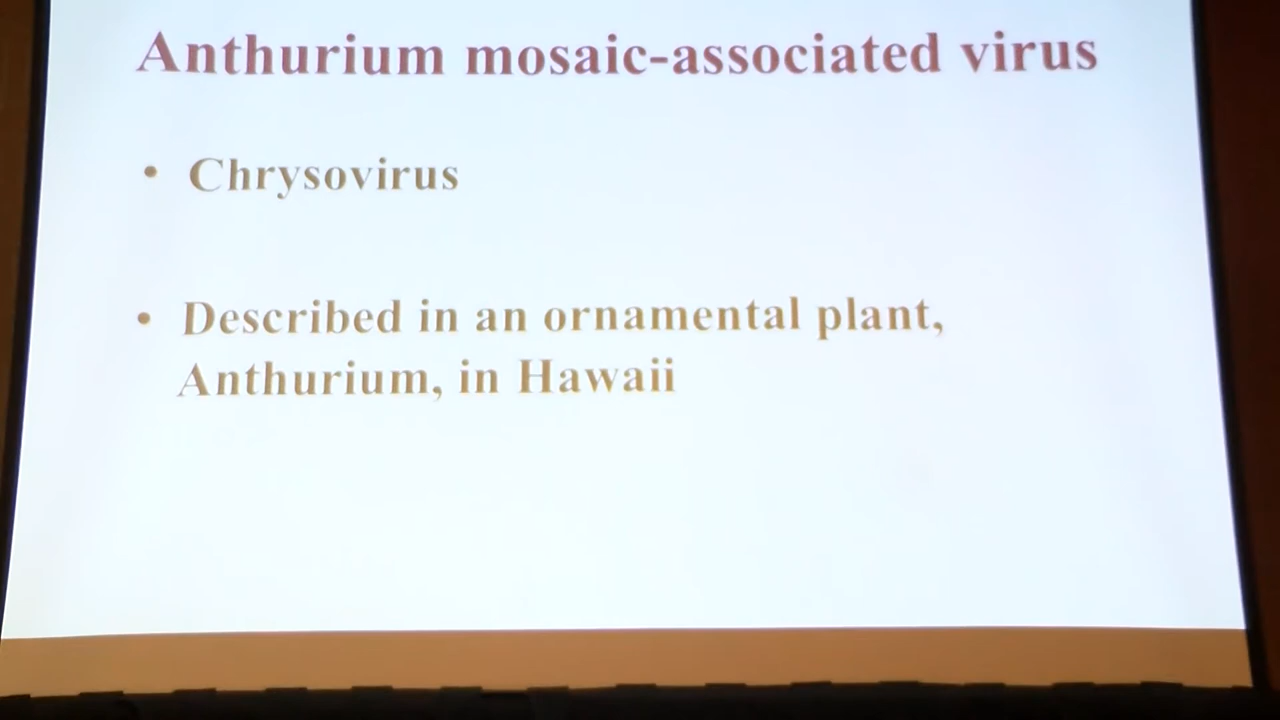 Anthurium mosaic-associated virus
• Chrysovirus
• Described in an ornamental plant,
Anthurium, in Hawaii